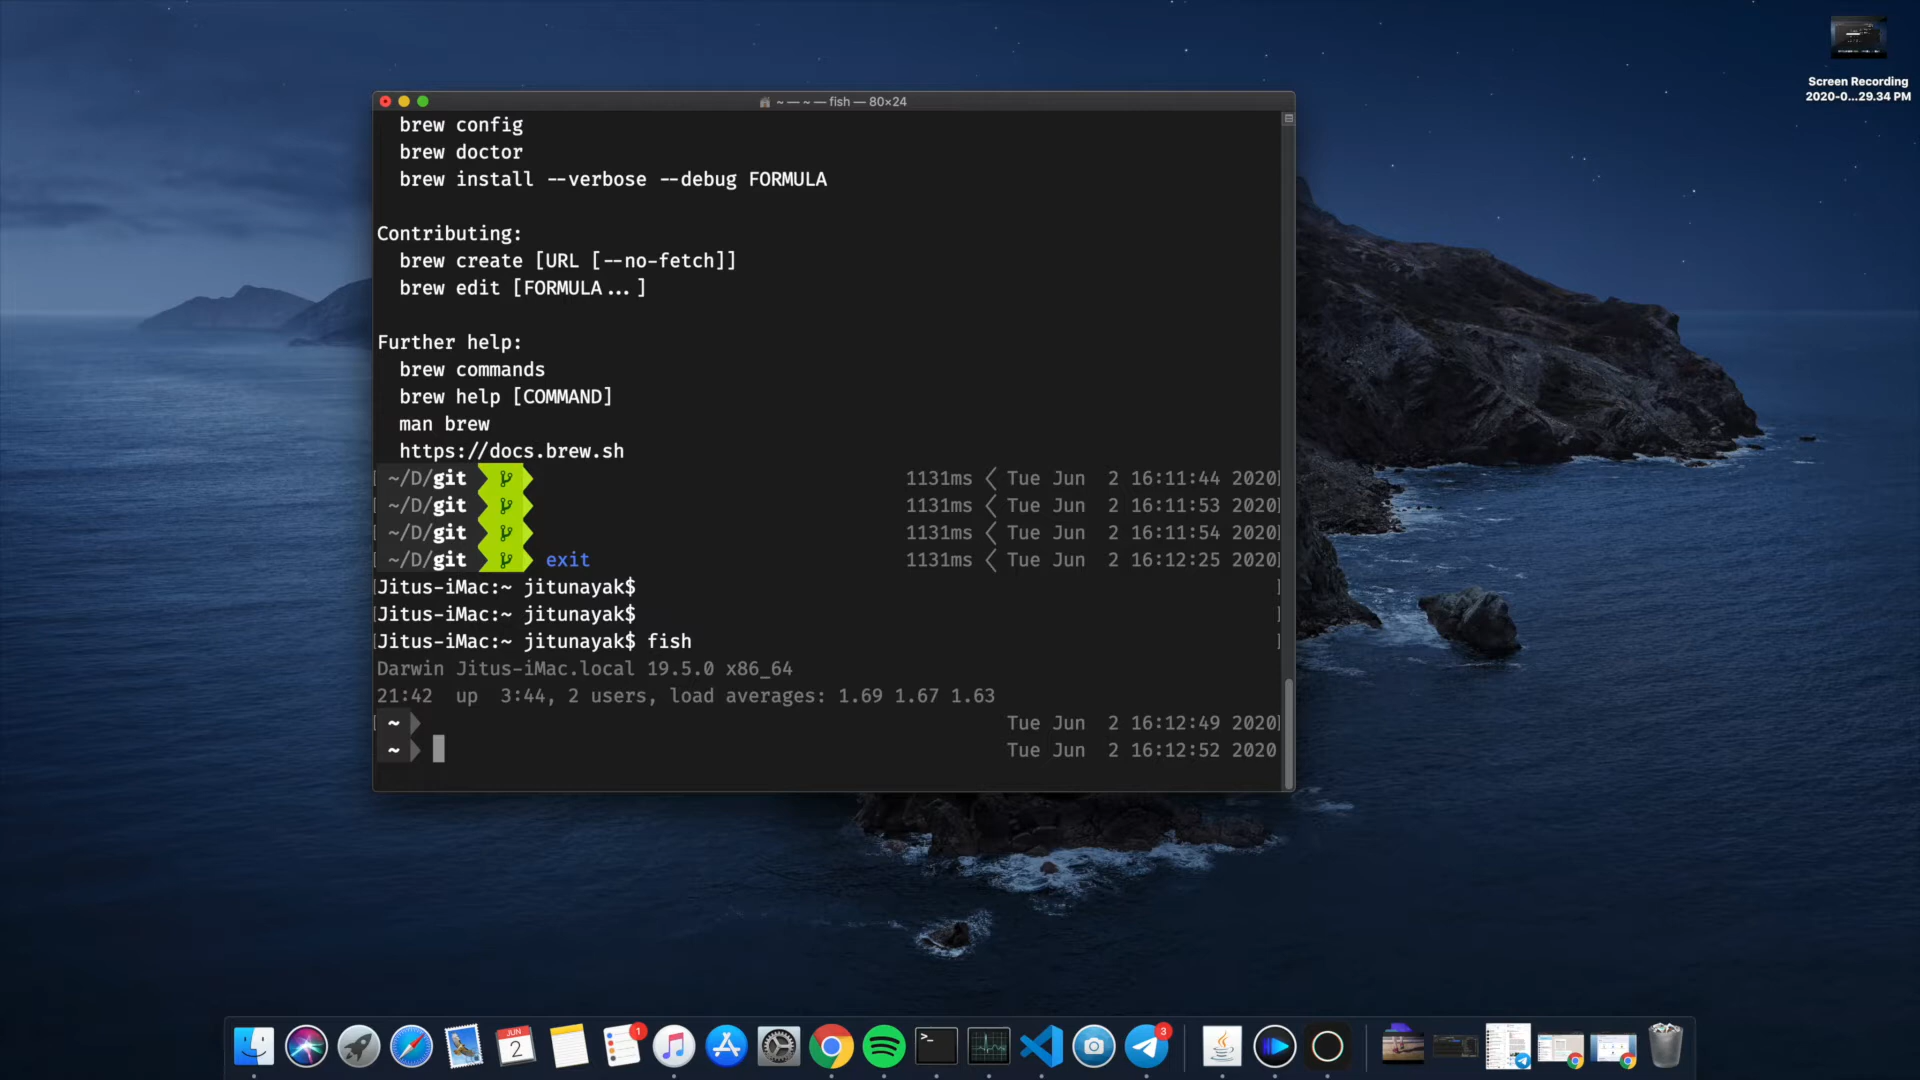 Screen Recording
2020-0...29.34 PM
~ — ~ — fish — 80×24
brew config
brew doctor
brew install --verbose --debug FORMULA
Contributing:
brew create [URL [--no-fetch]]
brew edit [FORMULA...]
Further help:
brew commands
brew help [COMMAND]
man brew
https://docs.brew.sh
[ ~/D/git 1131ms < Tue Jun 2 16:11:44 2020]
[ ~/D/git 1131ms < Tue Jun 2 16:11:53 2020]
[ ~/D/git 1131ms < Tue Jun 2 16:11:54 2020]
[ ~/D/git exit 1131ms < Tue Jun 2 16:12:25 2020]
[Jitus-iMac:~ jitunayak$ ]
[Jitus-iMac:~ jitunayak$ ]
[Jitus-iMac:~ jitunayak$ fish ]
Darwin Jitus-iMac.local 19.5.0 x86_64
21:42 up 3:44, 2 users, load averages: 1.69 1.67 1.63
[ ~ Tue Jun 2 16:12:49 2020]
~ Tue Jun 2 16:12:52 2020
JUN
2
1
>_
3